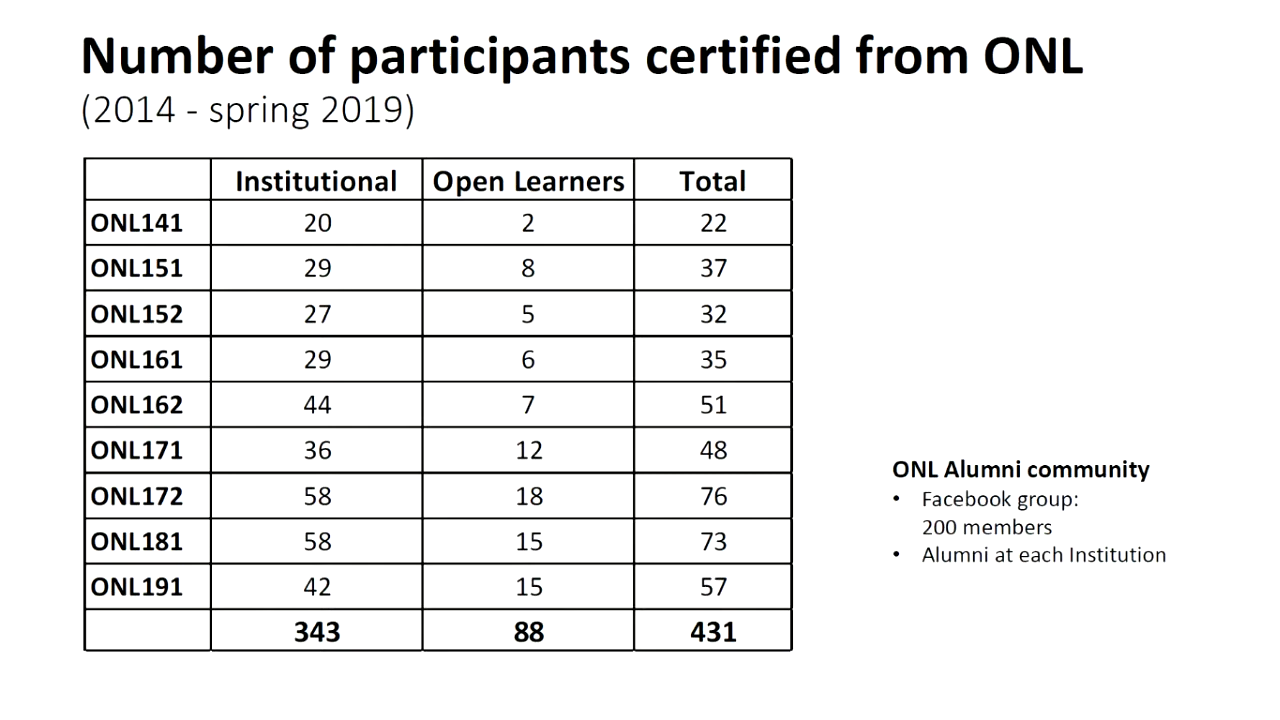 Number of participants certified from ONL
(2014 - spring 2019)
Institutional Open Learners Total
ONL141 20 2 22
ONL151 29 8 37
ONL152 27 5 32
ONL161 29 6 35
ONL162 44 7 51
ONL171 36 12 48
ONL172 58 18 76
ONL181 58 15 73
ONL191 42 15 57
343 88 431
ONL Alumni community
• Facebook group:
200 members
• Alumni at each Institution